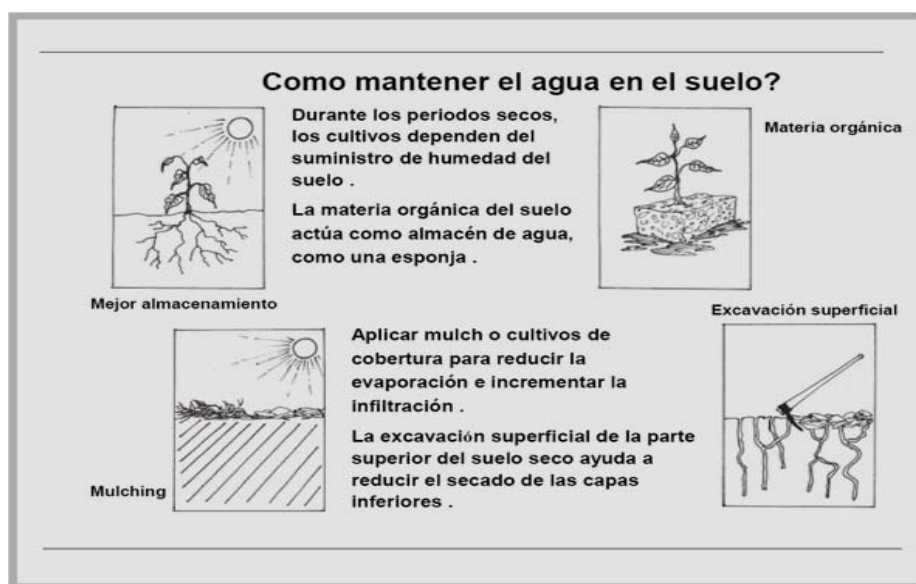 Como mantener el agua en el suelo?
Durante los periodos secos,
los cultivos dependen del
suministro de humedad del
suelo .
La materia orgánica del suelo
actúa como almacén de agua,
como una esponja .
Materia orgánica
Mejor almacenamiento
Excavación superficial
Aplicar mulch o cultivos de
cobertura para reducir la
evaporación e incrementar la
infiltración .
La excavación superficial de la parte
superior del suelo seco ayuda a
reducir el secado de las capas
inferiores .
Mulching